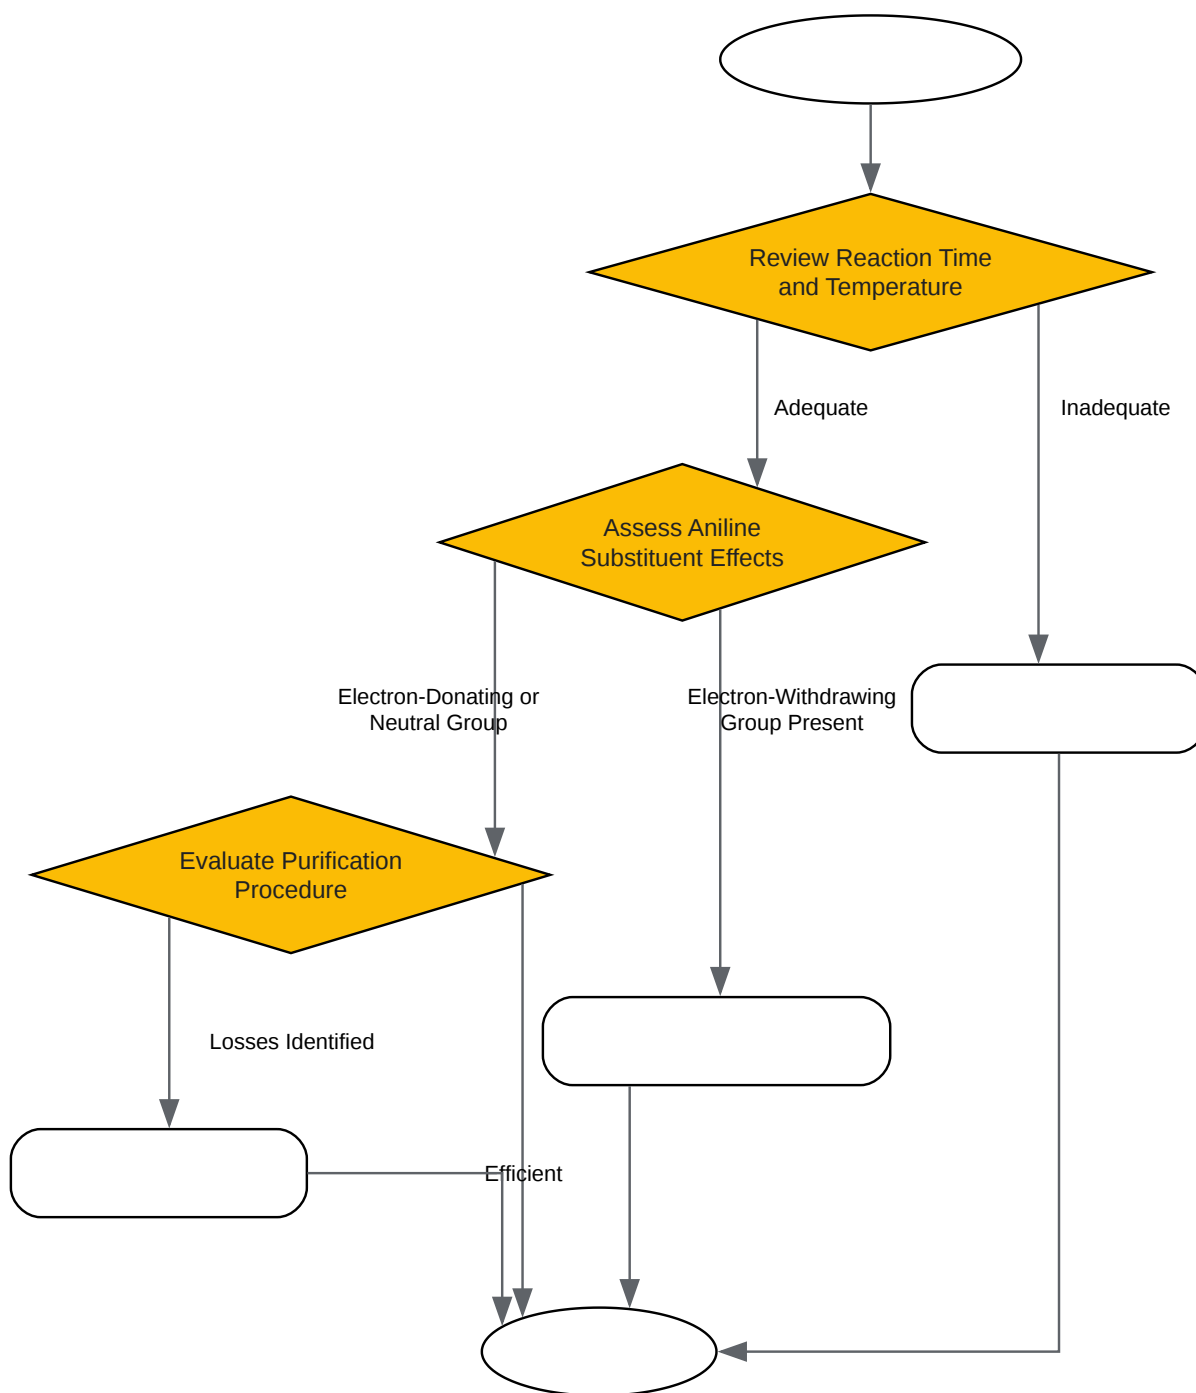 Review Reaction Time
and Temperature
Adequate
Inadequate
Assess Aniline
Substituent Effects
Electron-Donating or
Neutral Group
Electron-Withdrawing
Group Present
Evaluate Purification
Procedure
Losses Identified
Efficient